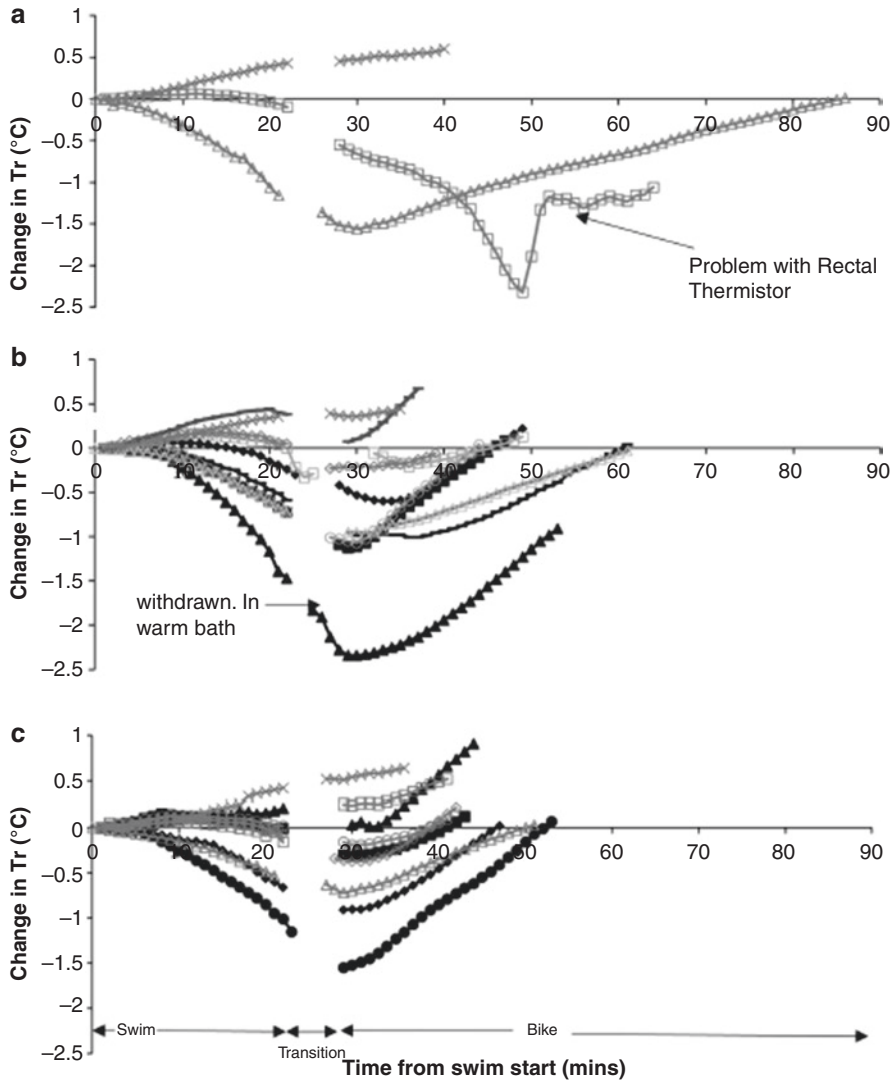 a
1
0.5
0
–0.5
–1
–1.5
–2
–2.5
0 10 20 30 40 50 60 70 80 90
Change in Tr (°C)
Problem with Rectal
Thermistor
b
1
0.5
0
–0.5
–1
–1.5
–2
–2.5
0 10 20 30 40 50 60 70 80 90
Change in Tr (°C)
withdrawn. In
warm bath
c
1
0.5
0
–0.5
–1
–1.5
–2
–2.5
0 10 20 30 40 50 60 70 80 90
Change in Tr (°C)
Swim
Transition
Bike
Time from swim start (mins)